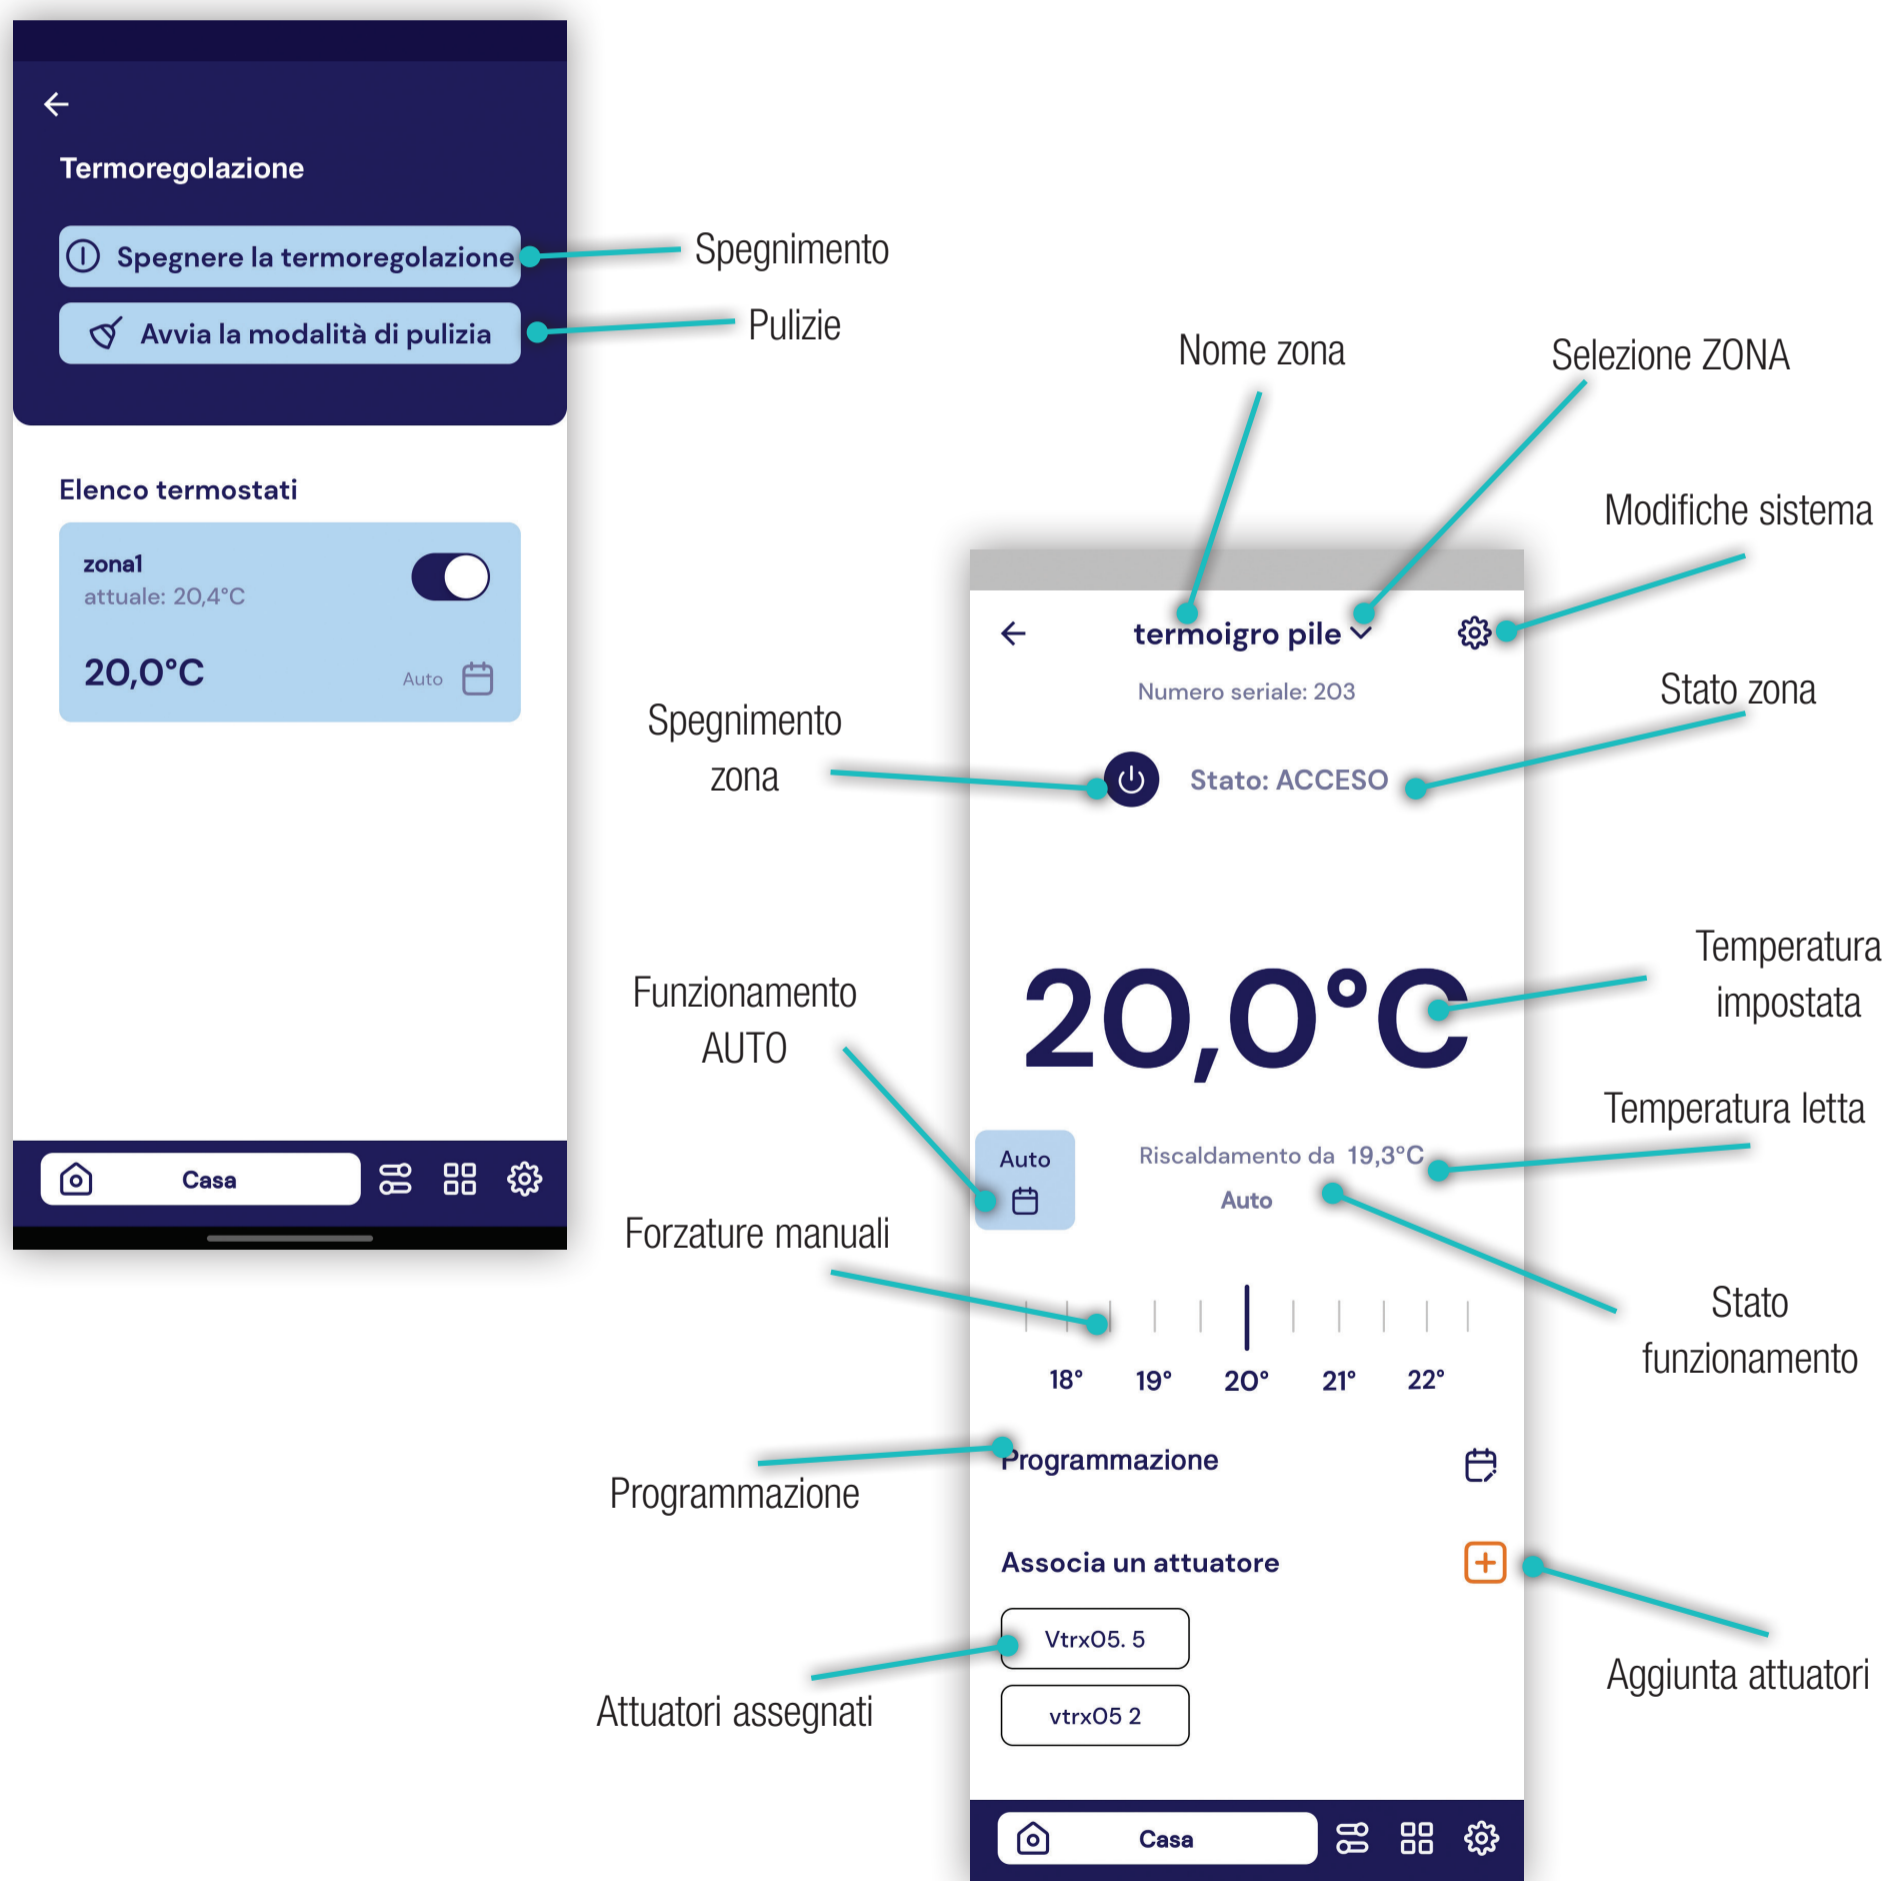 Termoregolazione
Spegnere la termoregolazione
Avvia la modalità di pulizia
Spegnimento
Pulizie
Elenco termostati
zona1
attuale: 20,4°C
20,0°C
Auto
Casa
Nome zona
Selezione ZONA
Modifiche sistema
Stato zona
Spegnimento
zona
Temperatura
impostata
Funzionamento
AUTO
Temperatura letta
Forzature manuali
Stato
funzionamento
Programmazione
Attuatori assegnati
Aggiunta attuatori
termoigro pile
Numero seriale: 203
Stato: ACCESO
20,0°C
Auto
Riscaldamento da 19,3°C
Auto
18° 19° 20° 21° 22°
Programmazione
Associa un attuatore
Vtrx05. 5
vtrx05 2
Casa